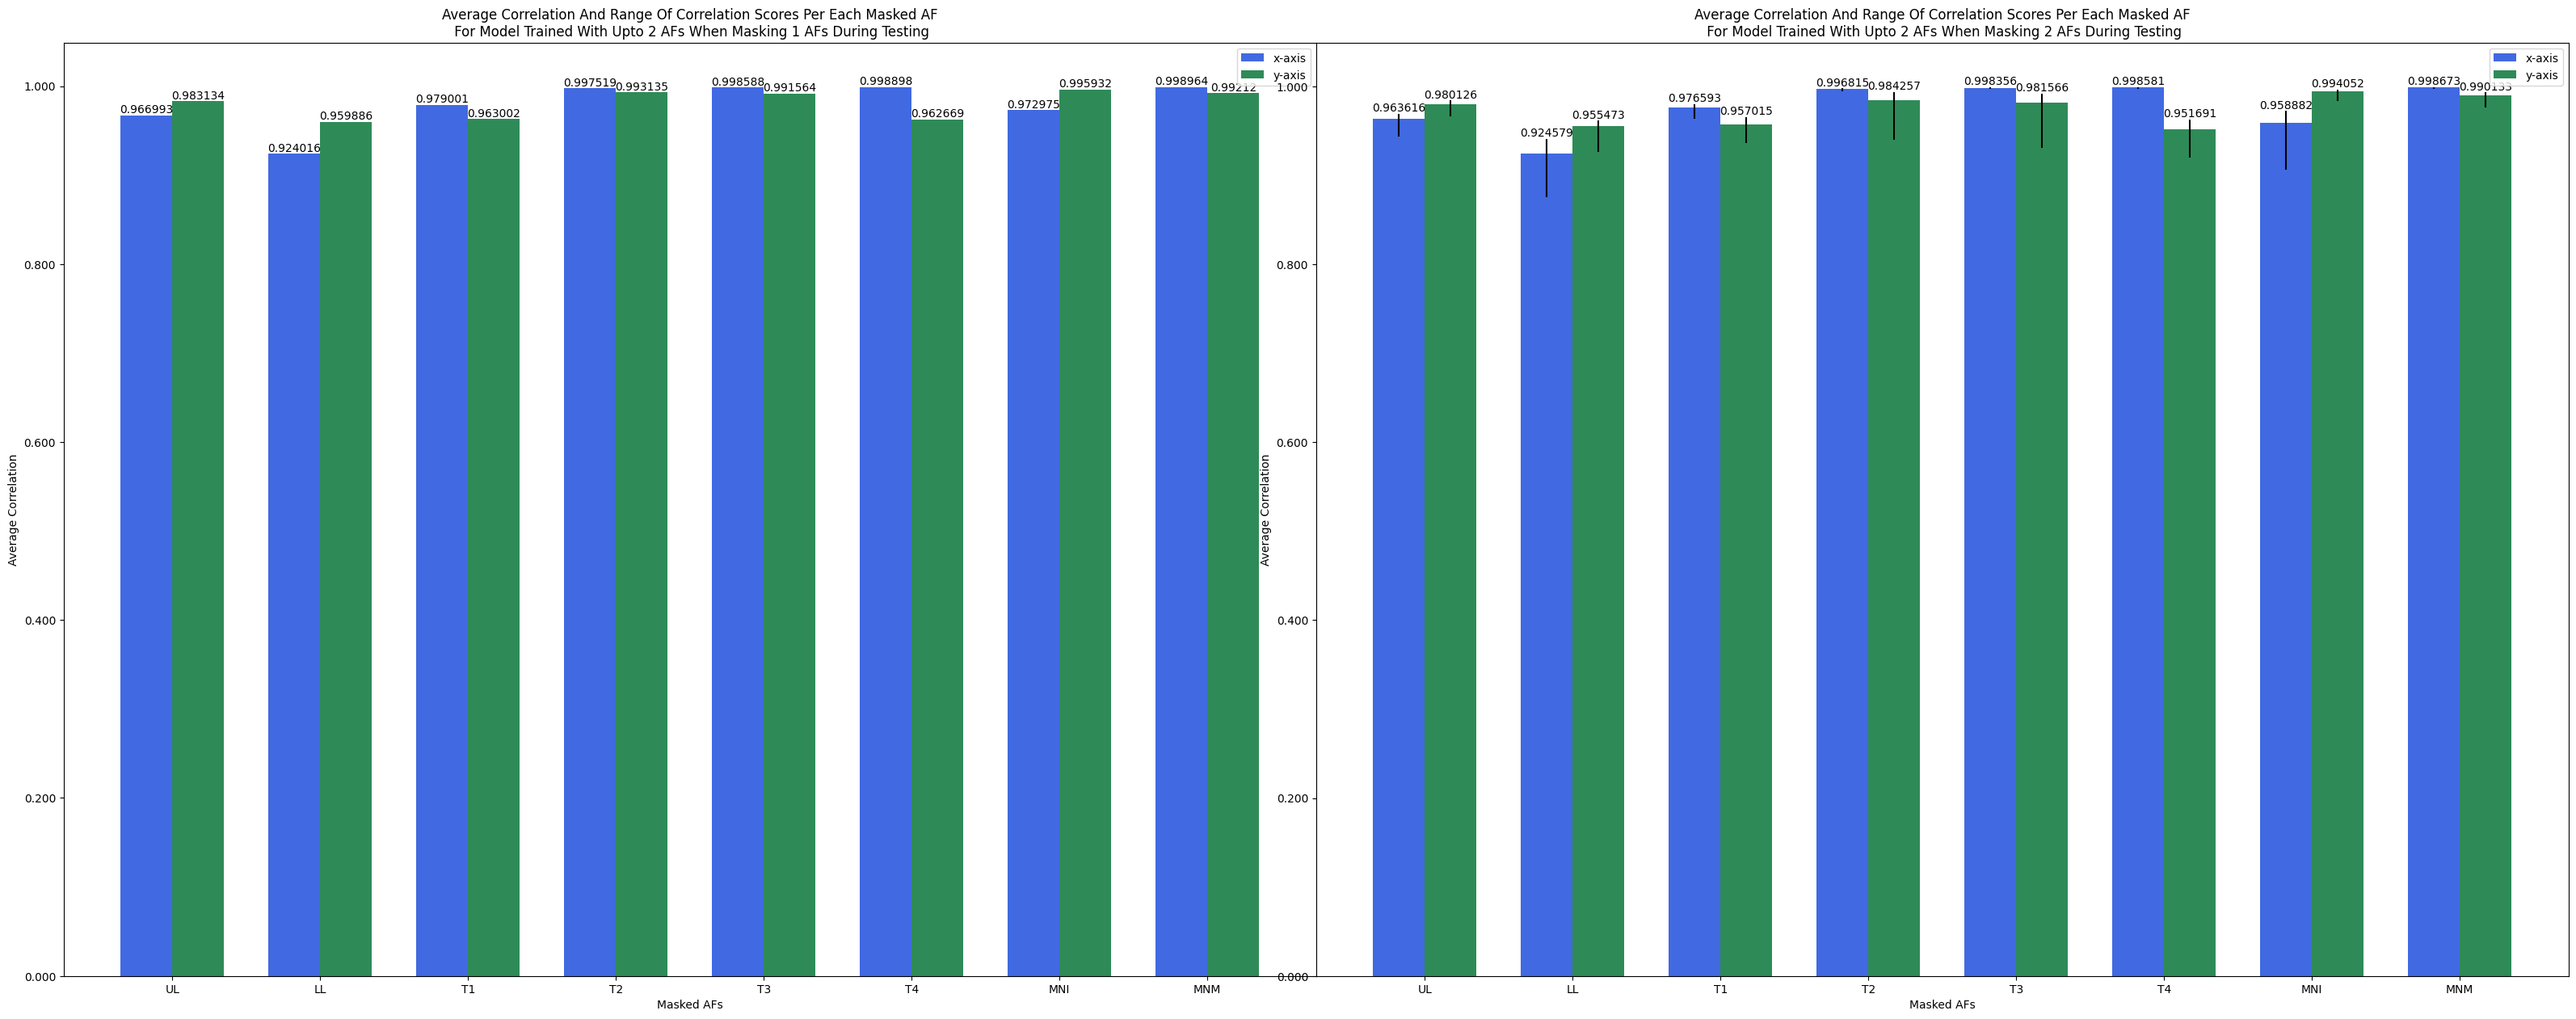 Average Correlation And Range Of Correlation Scores Per Each Masked AF
For Model Trained With Upto 2 AFs When Masking 1 AFs During Testing
x-axis
y-axis
0.966993
0.983134
0.924016
0.959886
0.979001
0.963002
0.997519
0.993135
0.998588
0.991564
0.998898
0.962669
0.972975
0.995932
0.998964
0.99212
1.000
0.800
0.600
0.400
0.200
0.000
Average Correlation
UL
LL
T1
T2
T3
T4
MNI
MNM
Masked AFs
Average Correlation And Range Of Correlation Scores Per Each Masked AF
For Model Trained With Upto 2 AFs When Masking 2 AFs During Testing
x-axis
y-axis
0.963616
0.980126
0.924579
0.955473
0.976593
0.957015
0.996815
0.984257
0.998356
0.981566
0.998581
0.951691
0.958882
0.994052
0.998673
0.990133
1.000
0.800
0.600
0.400
0.200
0.000
Average Correlation
UL
LL
T1
T2
T3
T4
MNI
MNM
Masked AFs